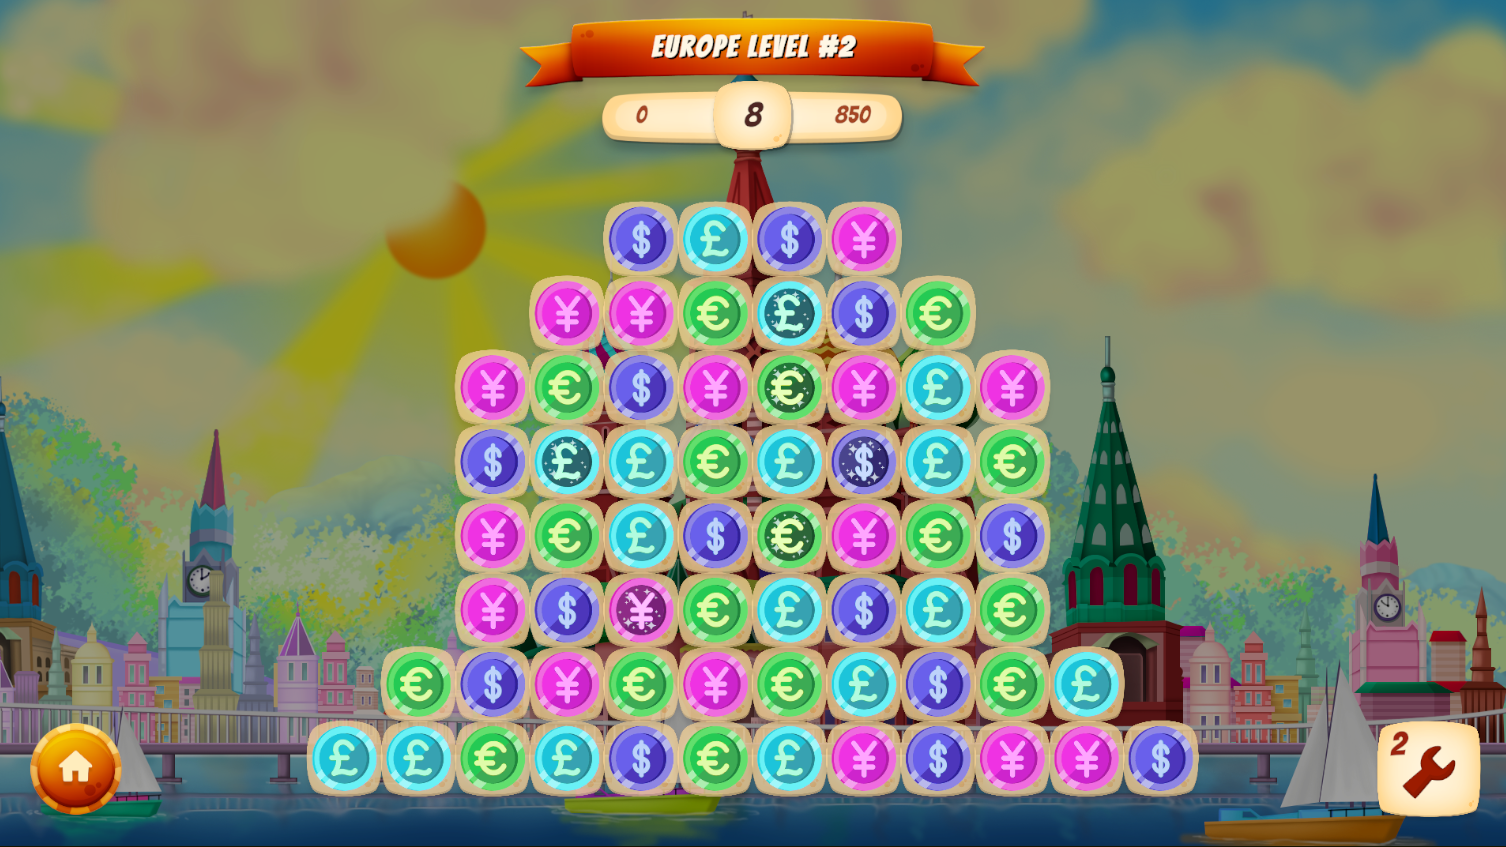 EUROPE LEVEL #2
0 8 850
$ £ $ ¥
¥ ¥ € £ $ €
¥ € $ ¥ € ¥ £ ¥
$ £ £ € £ $ £ €
¥ € £ $ € ¥ € $
¥ $ ¥ € £ $ £ €
€ $ ¥ € ¥ € £ $ € £
£ £ € £ $ € £ ¥ $ ¥ ¥ $
2